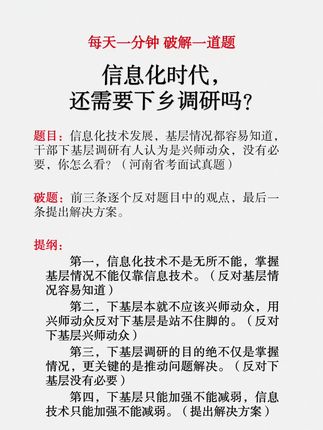 每天一分钟 破解一道题
信息化时代，
还需要下乡调研吗？
题目：信息化技术发展，基层情况都容易知道，
干部下基层调研有人认为是兴师动众，没有必
要，你怎么看？（河南省考面试真题）
破题：前三条逐个反对题目中的观点，最后一
条提出解决方案。
提纲：
第一，信息化技术不是无所不能，掌握
基层情况不能仅靠信息技术。（反对基层情
况容易知道）
第二，下基层本就不应该兴师动众，用
兴师动众反对下基层是站不住脚的。（反对
下基层兴师动众）
第三，下基层调研的目的绝不仅是掌握
情况，更关键的是推动问题解决。（反对下
基层没有必要）
第四，下基层只能加强不能减弱，信息
技术只能加强不能减弱。（提出解决方案）